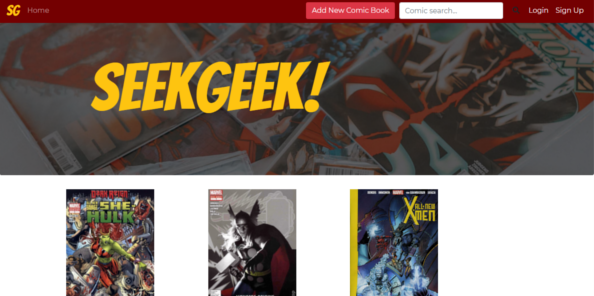 SG Home Add New Comic Book Comic search... Login Sign Up
SEEKGEEK!
DARK REIGN
SHE
HULK
MARVEL
ALL-NEW
X-MEN